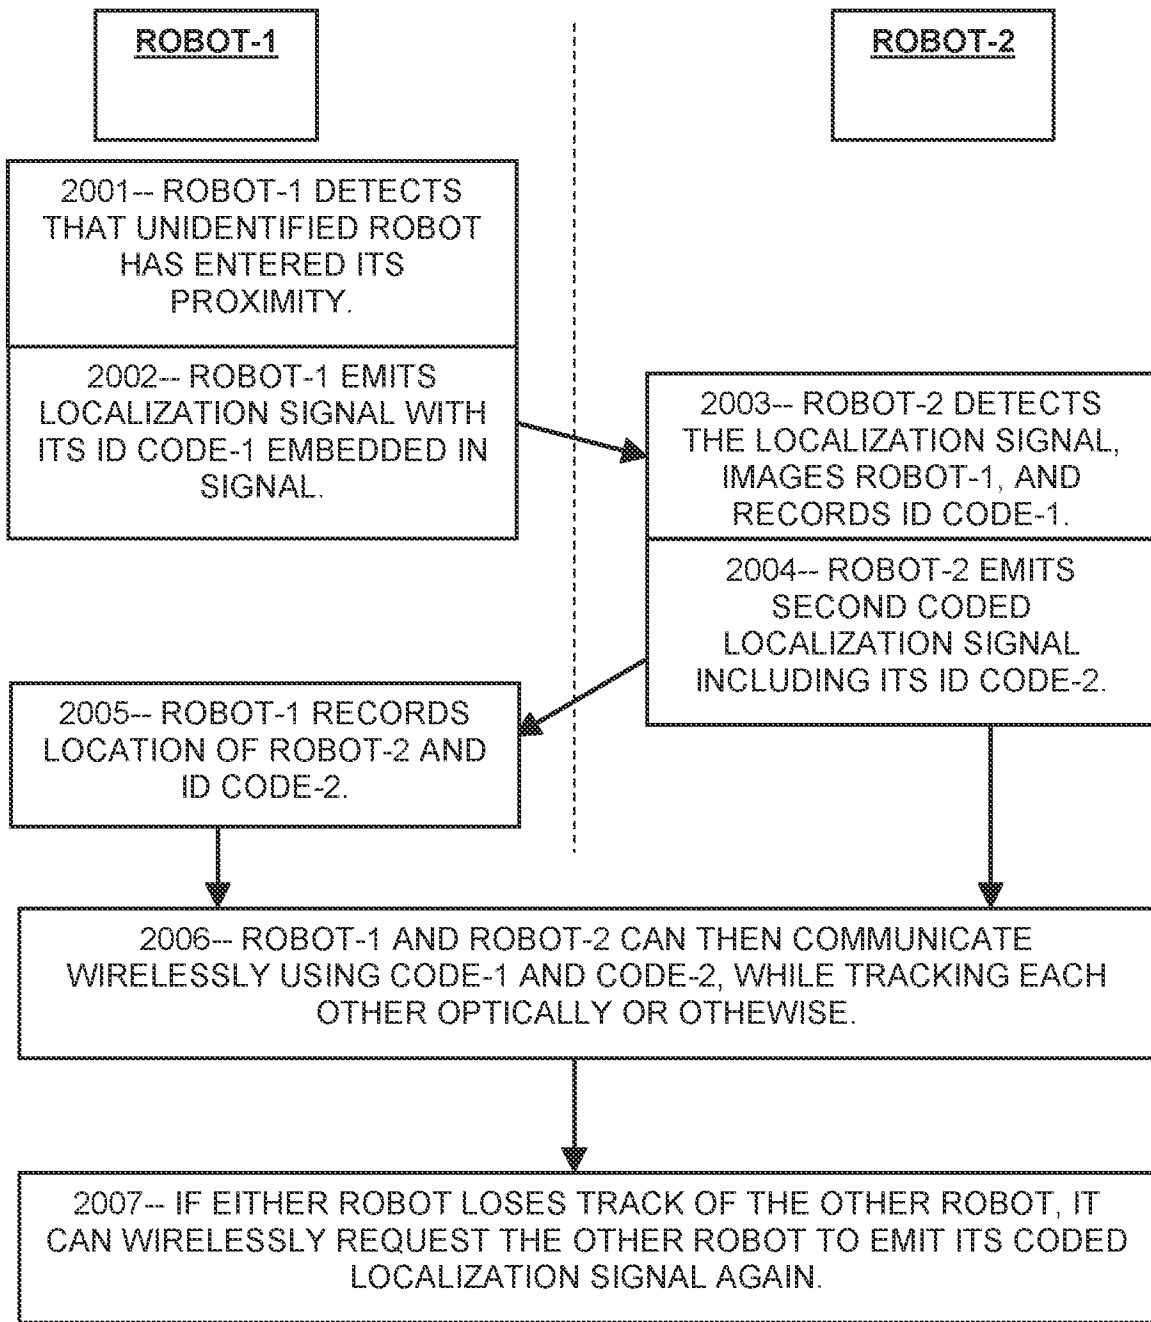 ROBOT-1
ROBOT-2
2001-- ROBOT-1 DETECTS
THAT UNIDENTIFIED ROBOT
HAS ENTERED ITS
PROXIMITY.
2002-- ROBOT-1 EMITS
LOCALIZATION SIGNAL WITH
ITS ID CODE-1 EMBEDDED IN
SIGNAL.
2003-- ROBOT-2 DETECTS
THE LOCALIZATION SIGNAL,
IMAGES ROBOT-1, AND
RECORDS ID CODE-1.
2004-- ROBOT-2 EMITS
SECOND CODED
LOCALIZATION SIGNAL
INCLUDING ITS ID CODE-2.
2005-- ROBOT-1 RECORDS
LOCATION OF ROBOT-2 AND
ID CODE-2.
2006-- ROBOT-1 AND ROBOT-2 CAN THEN COMMUNICATE
WIRELESSLY USING CODE-1 AND CODE-2, WHILE TRACKING EACH
OTHER OPTICALLY OR OTHEWISE.
2007-- IF EITHER ROBOT LOSES TRACK OF THE OTHER ROBOT, IT
CAN WIRELESSLY REQUEST THE OTHER ROBOT TO EMIT ITS CODED
LOCALIZATION SIGNAL AGAIN.